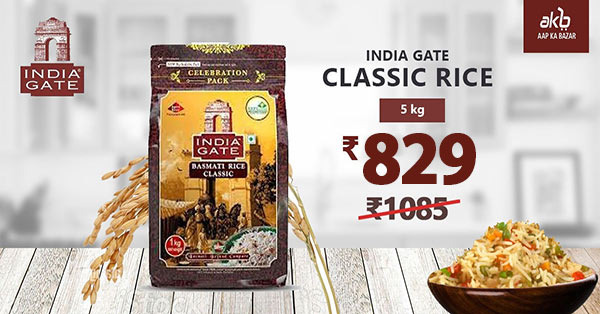 INDIA
GATE
akb
AAP KA BAZAR
INDIA GATE
CLASSIC RICE
5 kg
₹829
₹1085
CELEBRATION
PACK
INDIA
GATE
BASMATI RICE
CLASSIC
1kg